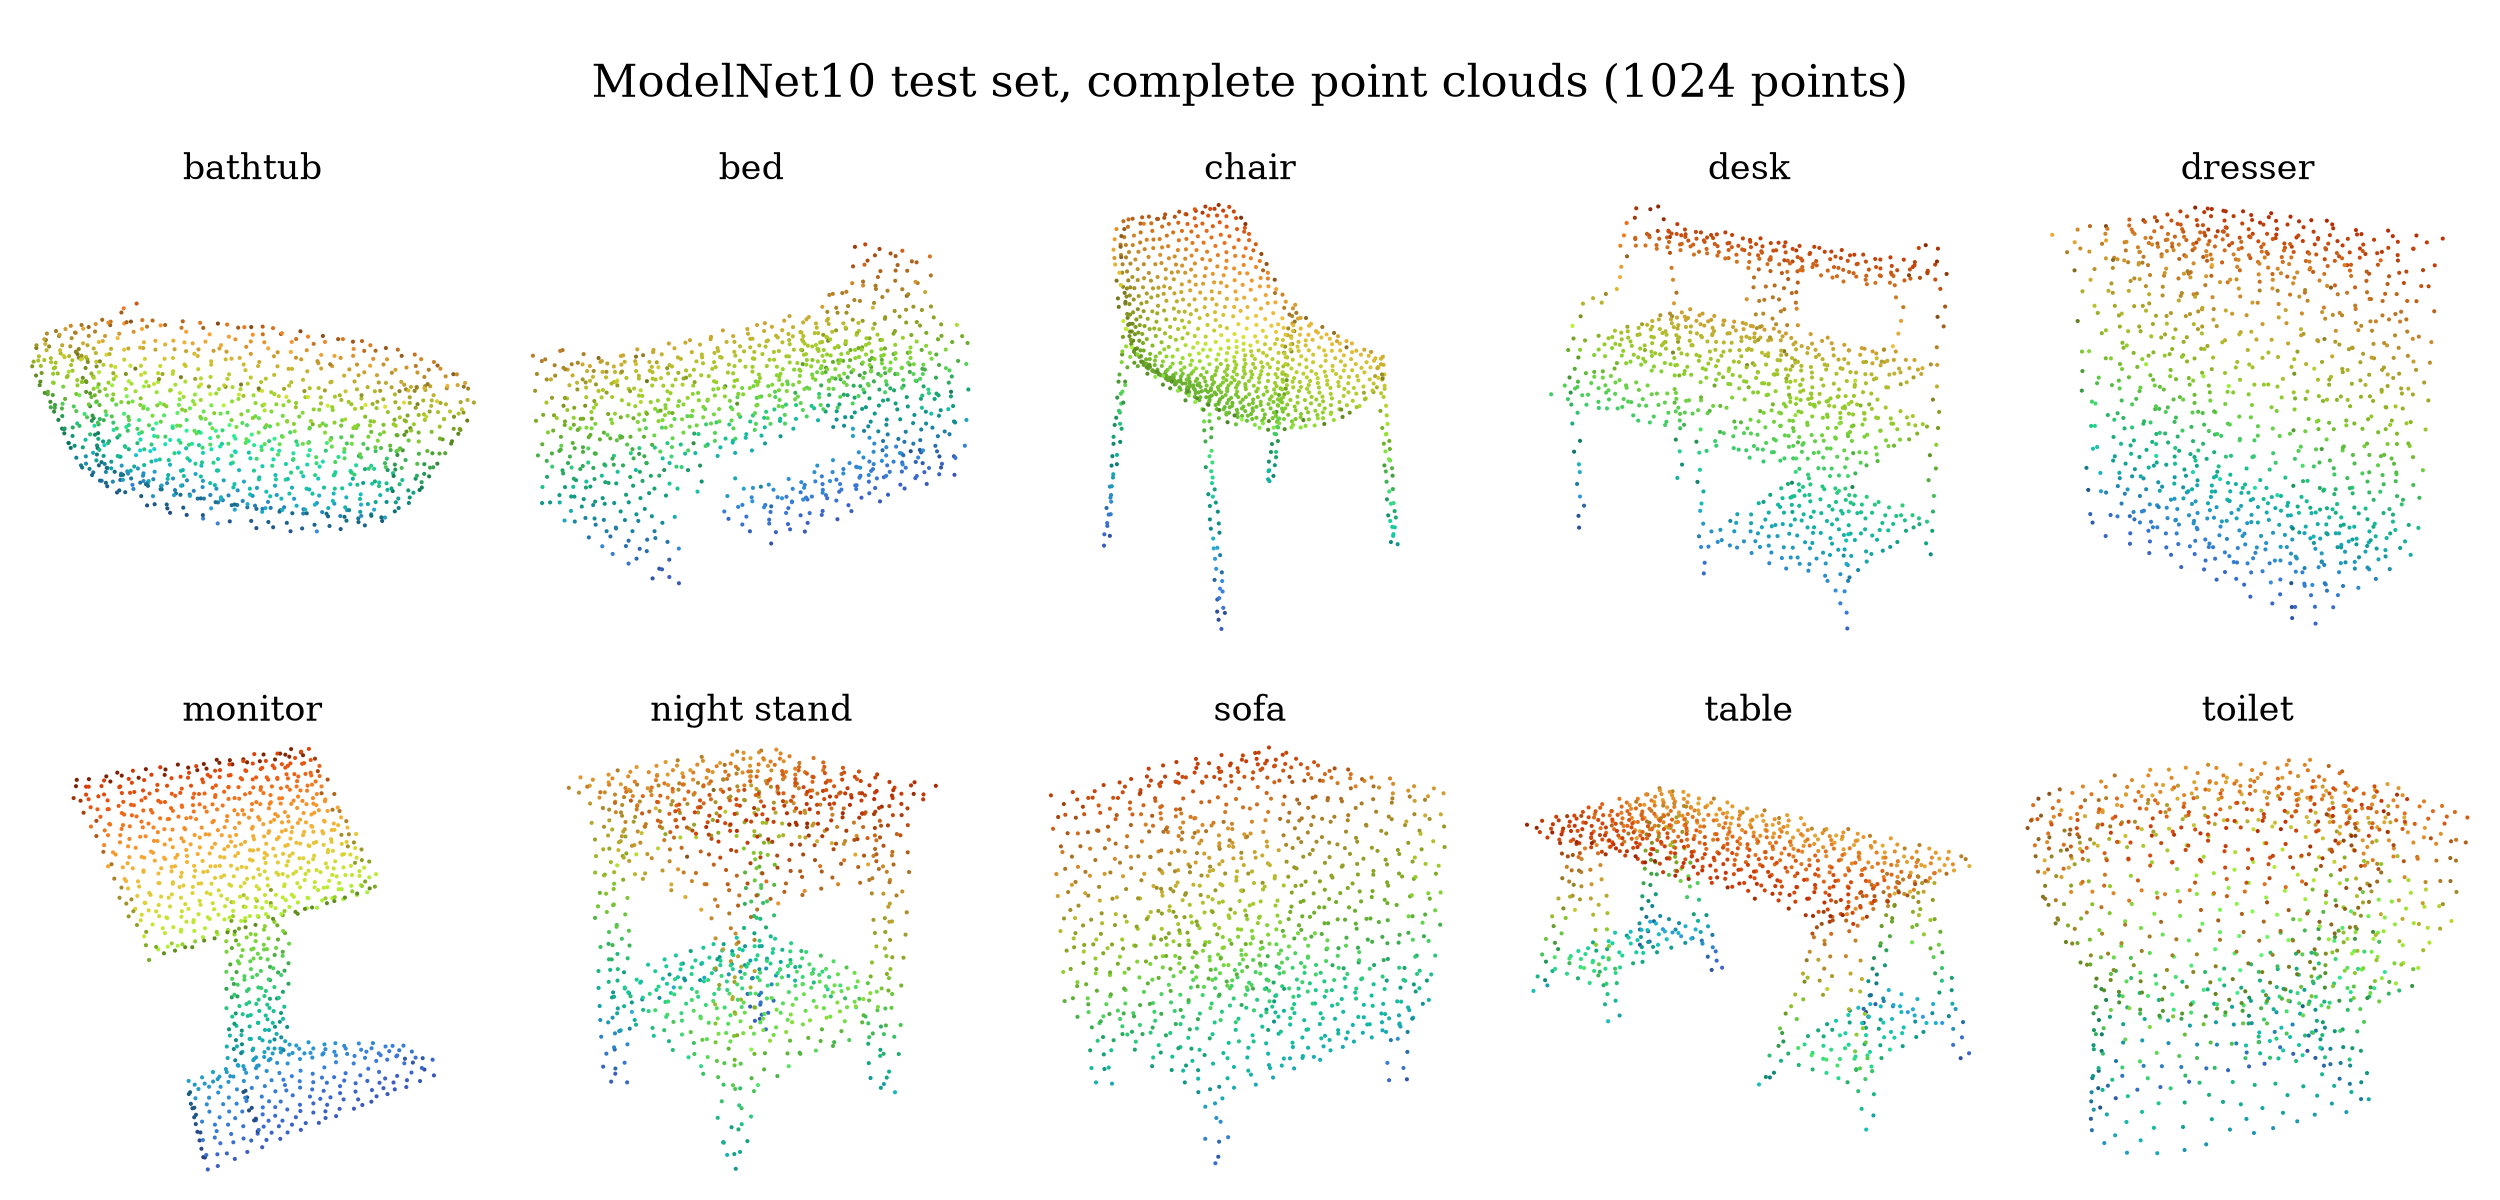 ModelNet10 test set, complete point clouds (1024 points)
bathtub
bed
chair
desk
dresser
monitor
night stand
sofa
table
toilet